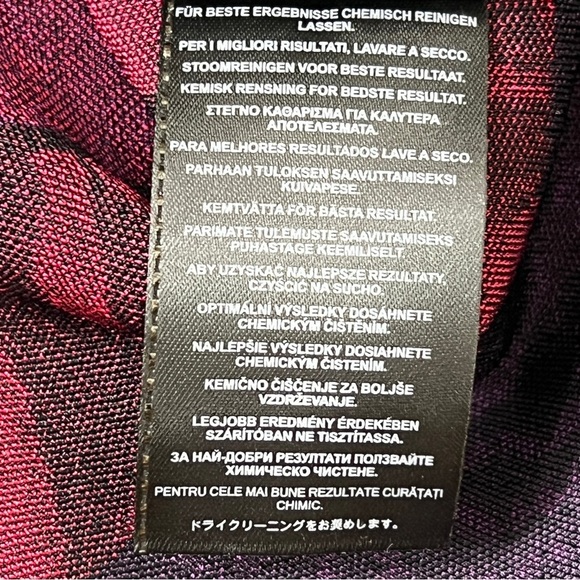 FÜR BESTE ERGEBNISSE CHEMISCH REINIGEN
LASSEN.
PER I MIGLIORI RISULTATI, LAVARE A SECCO.
STOOMREINIGEN VOOR BESTE RESULTAAT.
KEMISK RENSNING FOR BEDSTE RESULTAT.
ΣΤΕΓΝΟ ΚΑΘΑΡΙΣΜΑ ΓΙΑ ΚΑΛΥΤΕΡΑ
ΑΠΟΤΕΛΕΣΜΑΤΑ.
PARA MELHORES RESULTADOS LAVE A SECO.
PARHAAN TULOKSEN SAAVUTTAMISEKSI
KUIVAPESE.
KEMTVÄTTA FÖR BÄSTA RESULTAT.
PARIMATE TULEMUSTE SAAVUTAMISEKS
PUHASTAGE KEEMILISELT.
ABY UZYSKAĆ NAJLEPSZE REZULTATY,
CZYŚCIĆ NA SUCHO.
OPTIMÁLNÍ VÝSLEDKY DOSÁHNETE
CHEMICKÝM ČIŠTĚNÍM.
NAJLEPŠIE VÝSLEDKY DOSIAHNETE
CHEMICKÝM ČISTENÍM.
KEMIČNO ČIŠČENJE ZA BOLJŠE
VZDRŽEVANJE.
LEGJOBB EREDMÉNY ÉRDEKÉBEN
SZÁRÍTÓBAN NE TISZTÍTASSA.
ЗА НАЙ-ДОБРИ РЕЗУЛТАТИ ПОЛЗВАЙТЕ
ХИМИЧЕСКО ЧИСТЕНЕ.
PENTRU CELE MAI BUNE REZULTATE CURĂȚAȚI
CHIMIC.
ドライクリーニングをお奨めします。